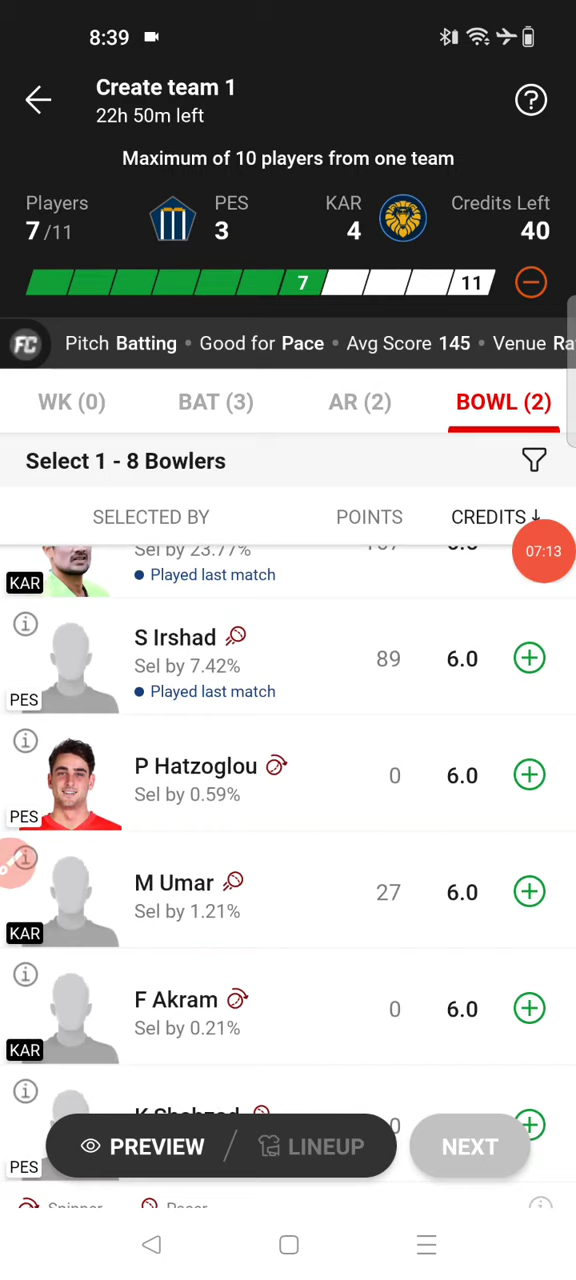 8:39
Create team 1
22h 50m left
Maximum of 10 players from one team
Players PES KAR Credits Left
7/11 3 4 40
7 11
FC Pitch Batting • Good for Pace • Avg Score 145 • Venue Ra
WK (0) BAT (3) AR (2) BOWL (2)
Select 1 - 8 Bowlers
SELECTED BY POINTS CREDITS ↓
Sel by 23.77%
07:13
• Played last match
KAR
S Irshad
Sel by 7.42% 89 6.0
• Played last match
PES
P Hatzoglou
Sel by 0.59% 0 6.0
PES
M Umar
Sel by 1.21% 27 6.0
KAR
F Akram
Sel by 0.21% 0 6.0
KAR
0
PREVIEW / LINEUP NEXT
PES